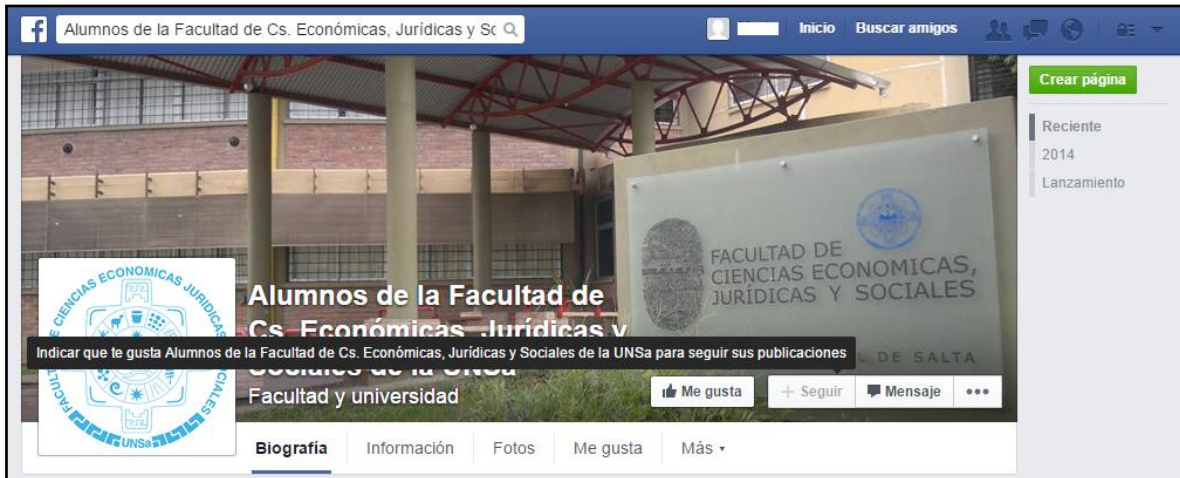 Alumnos de la Facultad de Cs. Económicas, Jurídicas y Sc
Inicio
Buscar amigos
Crear página
Reciente
2014
Lanzamiento
FACULTAD DE
CIENCIAS ECONOMICAS,
JURÍDICAS Y SOCIALES
DE SALTA
FACULTAD DE CIENCIAS ECONOMICAS JURIDICAS
UNSa
Alumnos de la Facultad de
Cs. Económicas, Jurídicas y
Indicar que te gusta Alumnos de la Facultad de Cs. Económicas, Jurídicas y Sociales de la UNSa para seguir sus publicaciones
Sociales de la UNSa
Facultad y universidad
Me gusta
+ Seguir
Mensaje
Biografía
Información
Fotos
Me gusta
Más